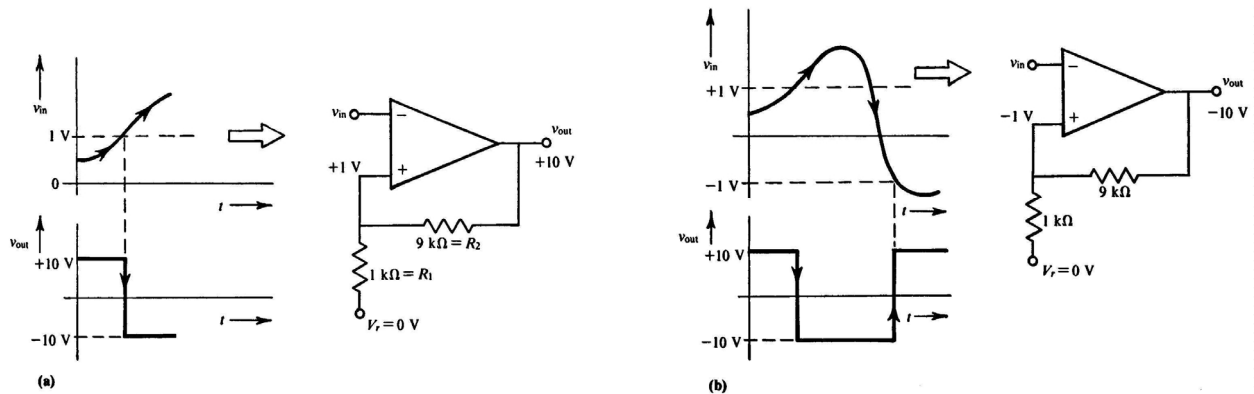 v_in
1 V
0
t
v_out
+10 V
t
−10 V
(a)
v_in
−
+1 V
+
v_out
+10 V
9 kΩ = R₂
1 kΩ = R₁
V_r = 0 V
v_in
+1 V
−1 V
t
v_out
+10 V
t
−10 V
(b)
v_in
−
−1 V
+
v_out
−10 V
9 kΩ
1 kΩ
V_r = 0 V